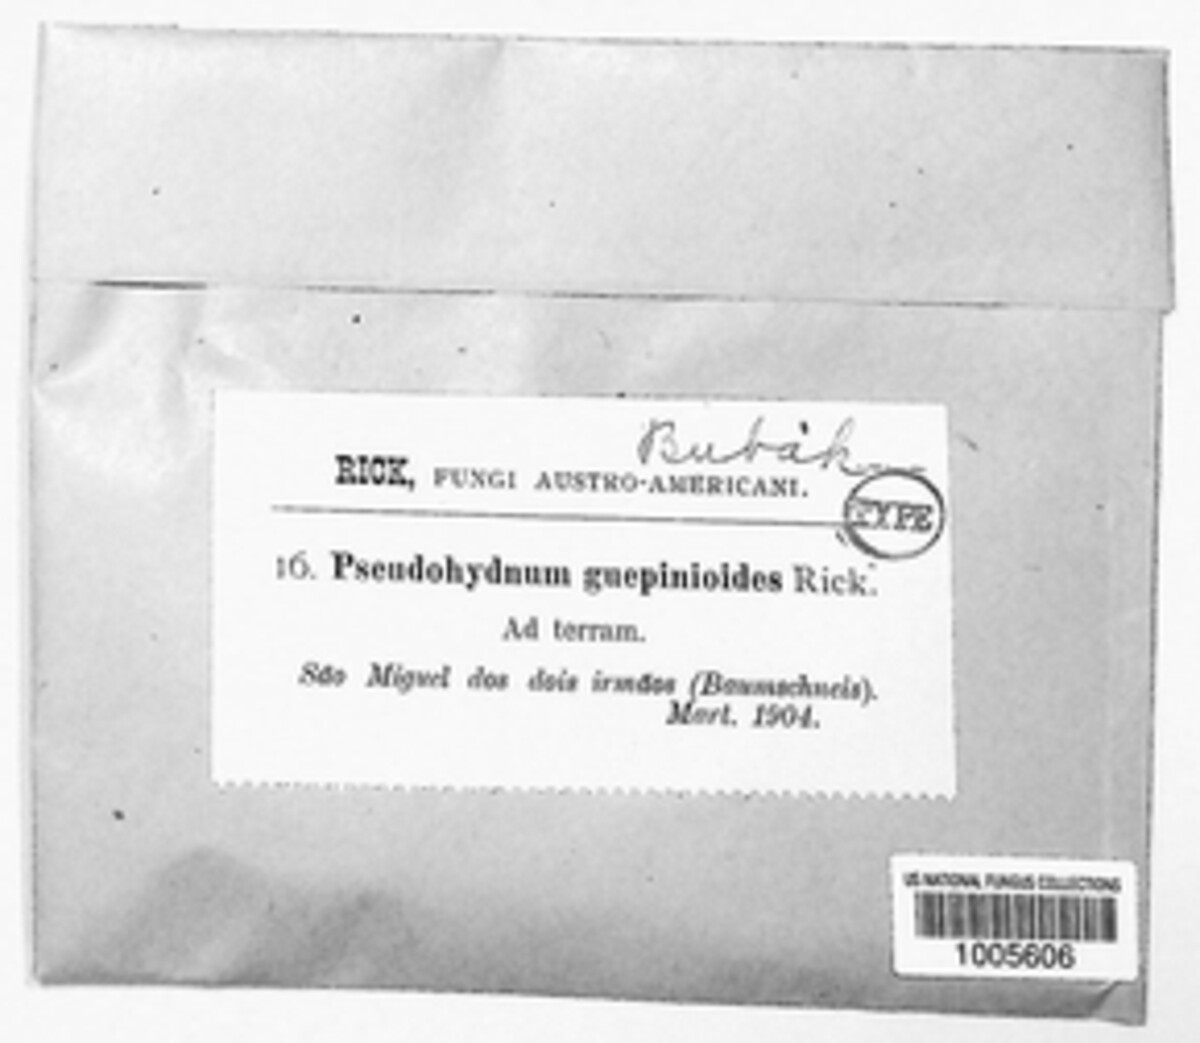 Bubák
RICK, FUNGI AUSTRO-AMERICANI.
TYPE
16. Pseudohydnum guepinioides Rick.
Ad terram.
São Miguel dos dois irmãos (Baumschneis).
Mart. 1904.
US NATIONAL FUNGUS COLLECTIONS
1005606